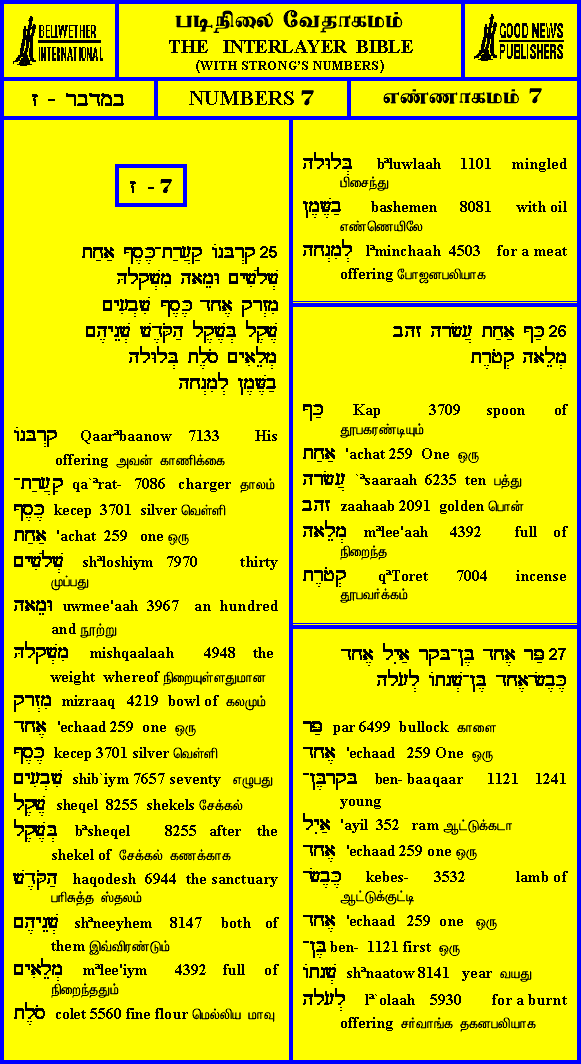 BELLWETHER
INTERNATIONAL
படிநிலை வேதாகமம்
THE INTERLAYER BIBLE
(WITH STRONG'S NUMBERS)
GOOD NEWS
PUBLISHERS
במדבר - ז
NUMBERS 7
எண்ணாகமம் 7
ז - 7
25 קָרְבָּנוֹ קַעֲרַת־כֶּסֶף אַחַת
שְׁלֹשִׁים וּמֵאָה מִשְׁקָלָהּ
מִזְרָק אֶחָד כֶּסֶף שִׁבְעִים
שֶׁקֶל בְּשֶׁקֶל הַקֹּדֶשׁ שְׁנֵיהֶם
מְלֵאִים סֹלֶת בְּלוּלָה
בַשֶּׁמֶן לְמִנְחָה
קָרְבָּנוֹ Qaarᵊbaanow 7133 His
offering அவன் காணிக்கை
קַעֲרַת־ qa`ᵃrat- 7086 charger தாலம்
כֶּסֶף kecep 3701 silver வெள்ளி
אַחַת 'achat 259 one ஒரு
שְׁלֹשִׁים shᵊloshiym 7970 thirty
முப்பது
וּמֵאָה uwmee'aah 3967 an hundred
and நூற்று
מִשְׁקָלָהּ mishqaalaah 4948 the
weight whereof நிறையுள்ளதுமான
מִזְרָק mizraaq 4219 bowl of கலமும்
אֶחָד 'echaad 259 one ஒரு
כֶּסֶף kecep 3701 silver வெள்ளி
שִׁבְעִים shib`iym 7657 seventy எழுபது
שֶׁקֶל sheqel 8255 shekels சேக்கல்
בְּשֶׁקֶל bᵊsheqel 8255 after the
shekel of சேக்கல் கணக்காக
הַקֹּדֶשׁ haqodesh 6944 the sanctuary
பரிசுத்த ஸ்தலம்
שְׁנֵיהֶם shᵊneeyhem 8147 both of
them இவ்விரண்டும்
מְלֵאִים mᵊlee'iym 4392 full of
நிறைந்ததும்
סֹלֶת colet 5560 fine flour மெல்லிய மாவு
בְּלוּלָה bᵊluwlaah 1101 mingled
பிசைந்து
בַשֶּׁמֶן bashemen 8081 with oil
எண்ணெயிலே
לְמִנְחָה lᵊminchaah 4503 for a meat
offering போஜனபலியாக
26 כַּף אַחַת עֲשָׂרָה זָהָב
מְלֵאָה קְטֹרֶת
כַּף Kap 3709 spoon of
தூபகரண்டியும்
אַחַת 'achat 259 One ஒரு
עֲשָׂרָה `ᵃsaaraah 6235 ten பத்து
זָהָב zaahaab 2091 golden பொன்
מְלֵאָה mᵊlee'aah 4392 full of
நிறைந்த
קְטֹרֶת qᵊToret 7004 incense
தூபவர்க்கம்
27 פַּר אֶחָד בֶּן־בָּקָר אַיִל אֶחָד
כֶּבֶשׂ־אֶחָד בֶּן־שְׁנָתוֹ לְעֹלָה
פַּר par 6499 bullock காளை
אֶחָד 'echaad 259 One ஒரு
בָּקָרבֶּן־ ben- baaqaar 1121 1241
young
אַיִל 'ayil 352 ram ஆட்டுக்கடா
אֶחָד 'echaad 259 one ஒரு
כֶּבֶשׂ־ kebes- 3532 lamb of
ஆட்டுக்குட்டி
אֶחָד 'echaad 259 one ஒரு
בֶּן־ ben- 1121 first ஒரு
שְׁנָתוֹ shᵊnaatow 8141 year வயது
לְעֹלָה lᵊ`olaah 5930 for a burnt
offering சர்வாங்க தகனபலியாக